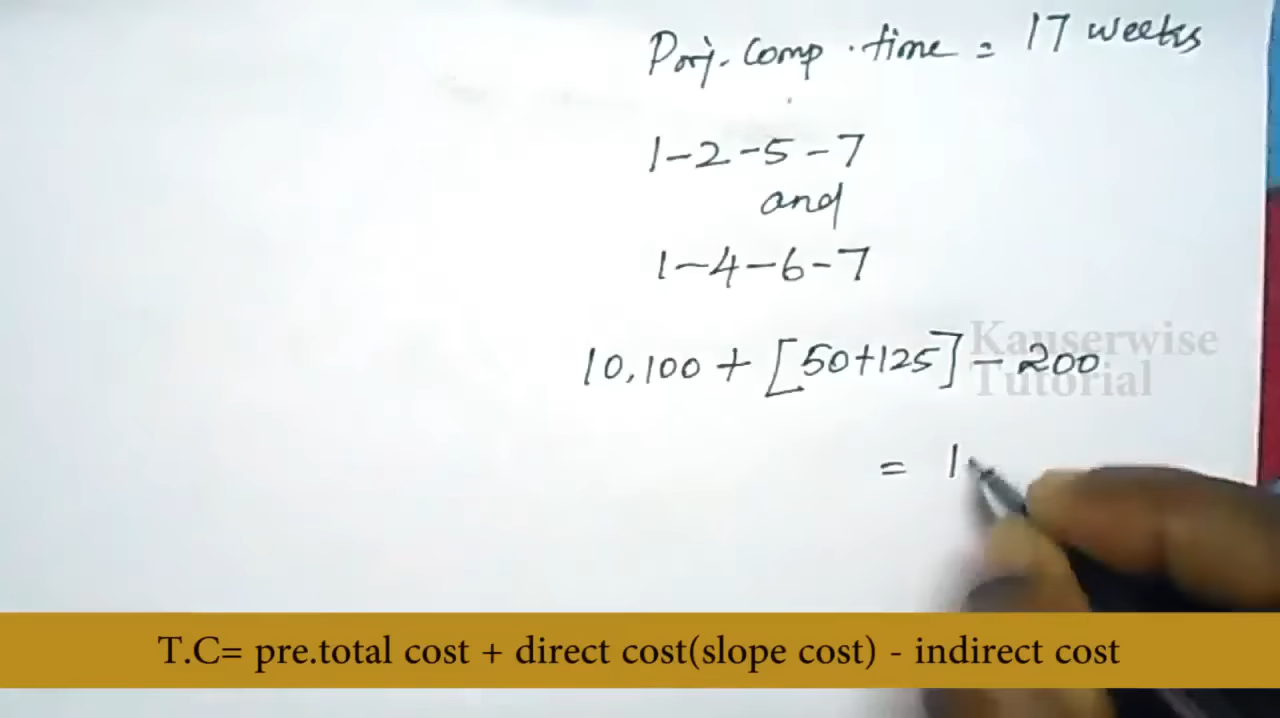 Porj. Comp. time = 17 weeks
1-2-5-7
and
1-4-6-7
10,100 + [50+125] - 200
Kauserwise
Tutorial
= 1
T.C= pre.total cost + direct cost(slope cost) - indirect cost